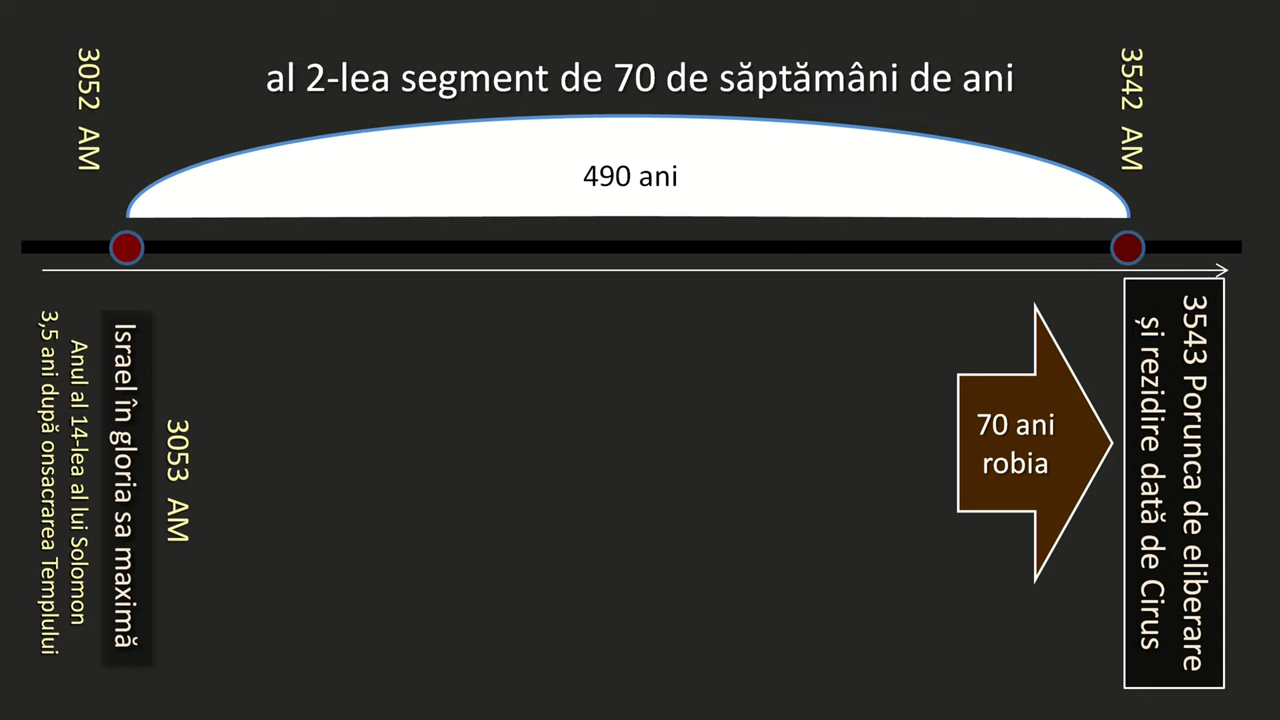 al 2-lea segment de 70 de săptămâni de ani
3052 AM
3542 AM
490 ani
3053 AM
Israel în gloria sa maximă
Anul al 14-lea al lui Solomon
3,5 ani după onsacrarea Templului
70 ani
robia
3543 Porunca de eliberare
și rezidire dată de Cirus